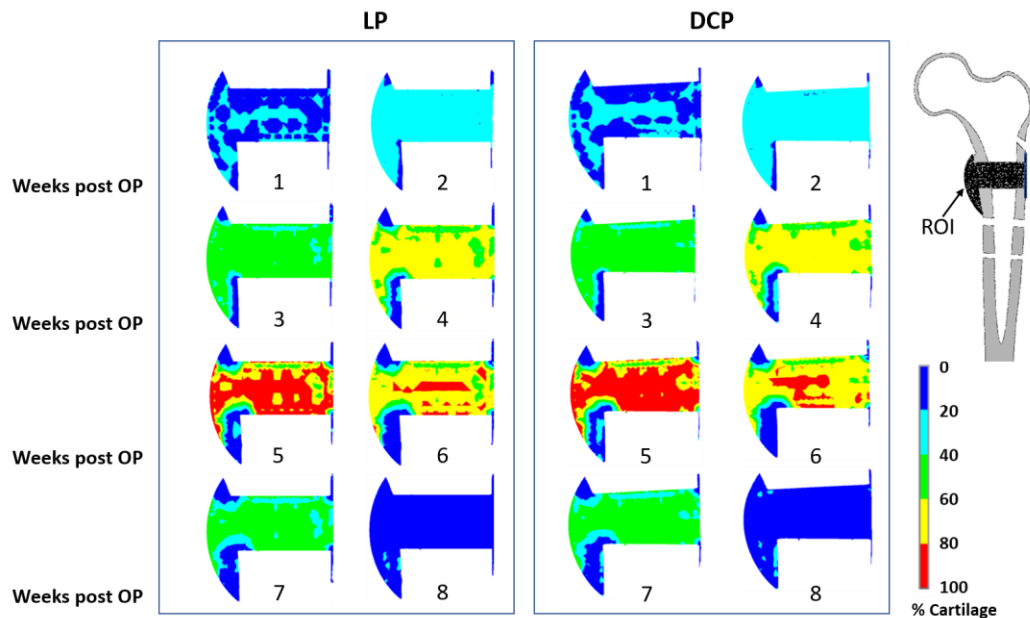 LP DCP
1 2 1 2
Weeks post OP
ROI
3 4 3 4
Weeks post OP
0
20
5 6 5 6
40
Weeks post OP
60
80
7 8 7 8
100
Weeks post OP
% Cartilage